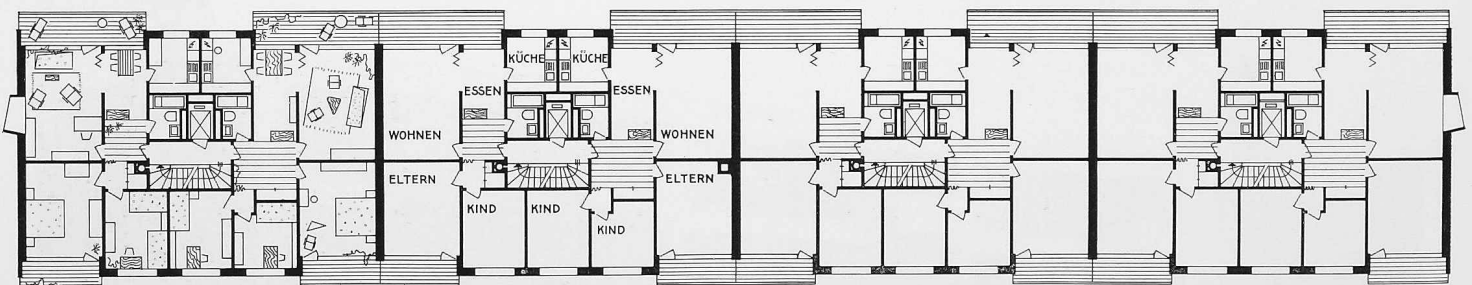 KÜCHE KÜCHE
ESSEN ESSEN
WOHNEN WOHNEN
ELTERN ELTERN
KIND KIND
KIND